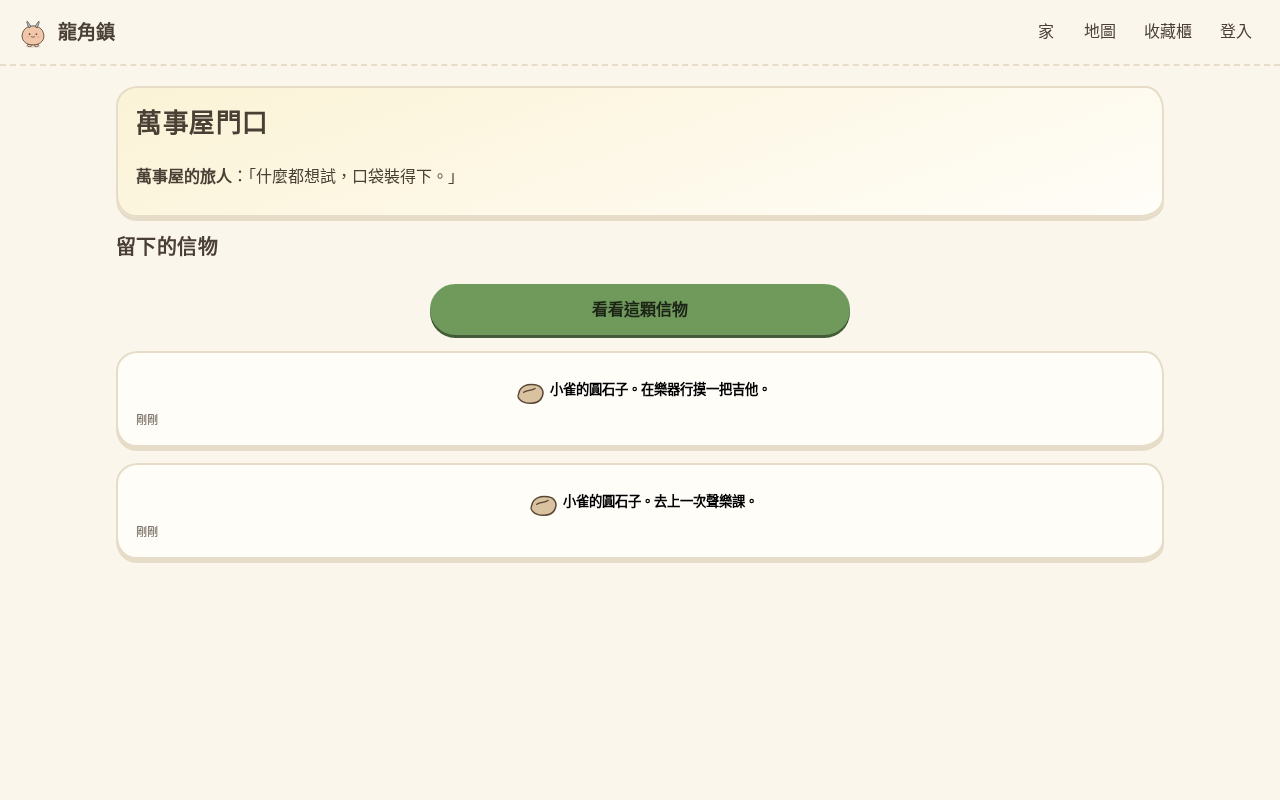 龍角鎮
家 地圖 收藏櫃 登入
萬事屋門口
萬事屋的旅人：「什麼都想試，口袋裝得下。」
留下的信物
看看這顆信物
小雀的圓石子。在樂器行摸一把吉他。
剛剛
小雀的圓石子。去上一次聲樂課。
剛剛